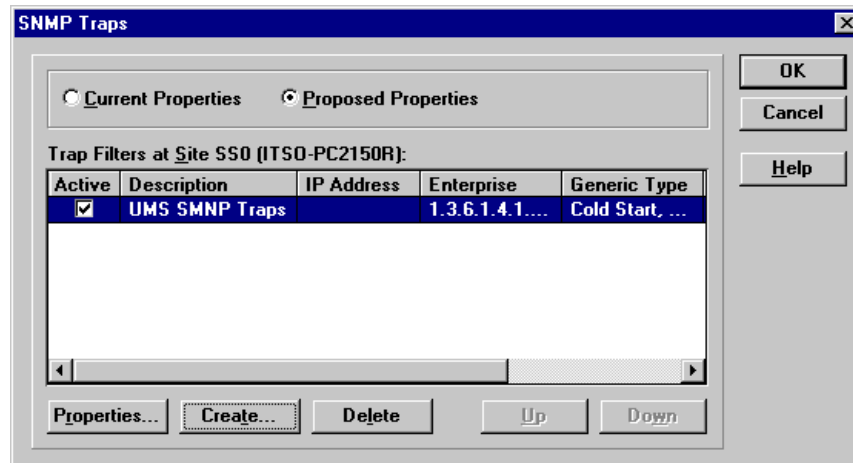 SNMP Traps
Current Properties Proposed Properties
OK
Cancel
Help
Trap Filters at Site SS0 (ITSO-PC2150R):
Active Description IP Address Enterprise Generic Type
UMS SMNP Traps 1.3.6.1.4.1.... Cold Start, ...
Properties... Create... Delete Up Down